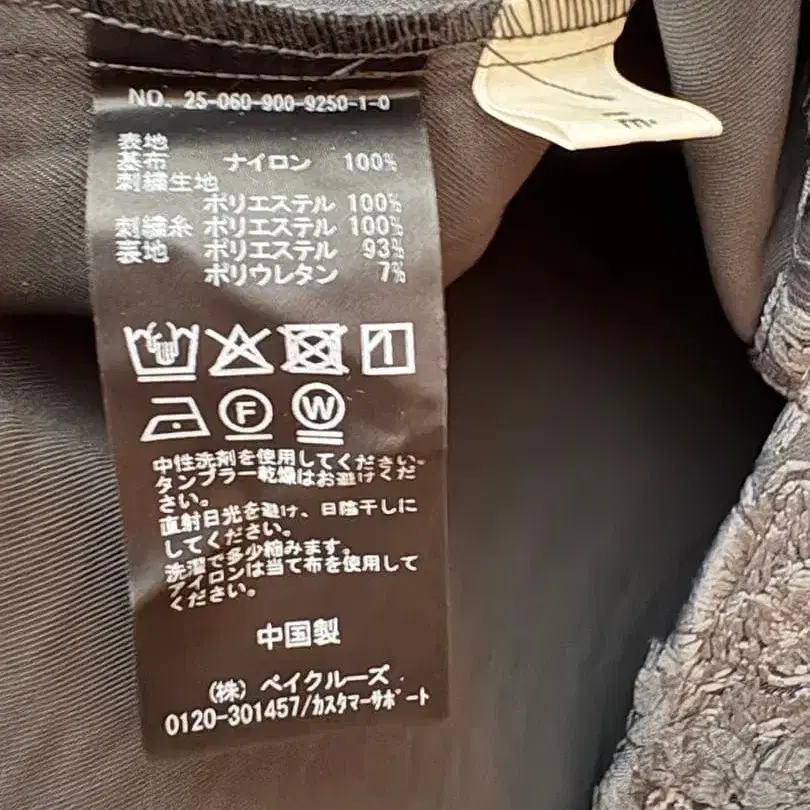 NO. 25-060-900-9250-1-0
表地
基布 ナイロン 100%
刺繍生地
ポリエステル 100%
刺繍糸 ポリエステル 100%
裏地 ポリエステル 93%
ポリウレタン 7%
F W
中性洗剤を使用してください。
タンブラー乾燥はお避けくだ
さい。
直射日光を避け、日陰干しに
してください。
洗濯で多少縮みます。
アイロンは当て布を使用して
ください。
中国製
(株) ベイクルーズ
0120-301457/ｶｽﾀﾏｰｻﾎﾟｰﾄ